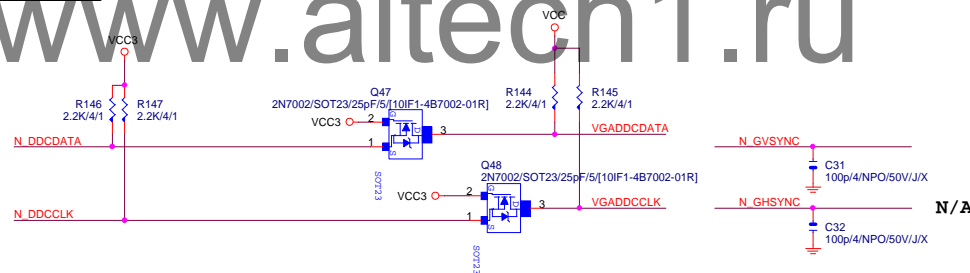 www.altech1.ru
VCC3
VCC
R146
2.2K/4/1
R147
2.2K/4/1
Q47
2N7002/SOT23/25pF/5/[10IF1-4B7002-01R]
R144
2.2K/4/1
R145
2.2K/4/1
VCC3
2
G
D
3
1
S
N_DDCDATA
VGADDCDATA
N_GVSYNC
SOT23
Q48
2N7002/SOT23/25pF/5/[10IF1-4B7002-01R]
C31
100p/4/NPO/50V/J/X
VCC3
2
G
D
3
1
S
N_DDCCLK
VGADDCCLK
N_GHSYNC
N/A
C32
100p/4/NPO/50V/J/X
SOT23